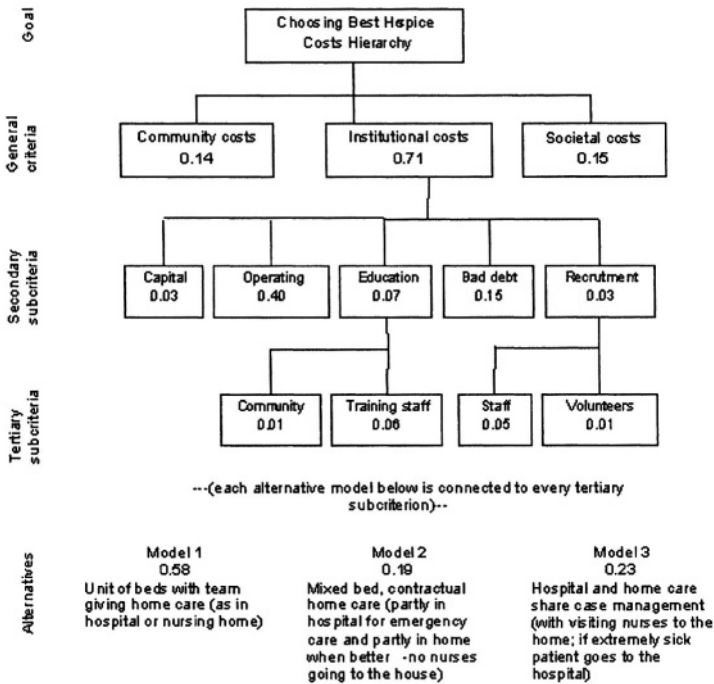 Goal
Choosing Best Hospice
Costs Hierarchy
General
criteria
Community costs
0.14
Institutional costs
0.71
Societal costs
0.15
Secondary
subcriteria
Capital
0.03
Operating
0.40
Education
0.07
Bad debt
0.15
Recrutment
0.03
Tertiary
subcriteria
Community
0.01
Training staff
0.06
Staff
0.05
Volunteers
0.01
---(each alternative model below is connected to every tertiary
subcriterion)--
Alternatives
Model 1
0.58
Unit of beds with team
giving home care (as in
hospital or nursing home)
Model 2
0.19
Mixed bed, contractual
home care (partly in
hospital for emergency
care and partly in home
when better -no nurses
going to the house)
Model 3
0.23
Hospital and home care
share case management
(with visiting nurses to the
home; if extremely sick
patient goes to the
hospital)